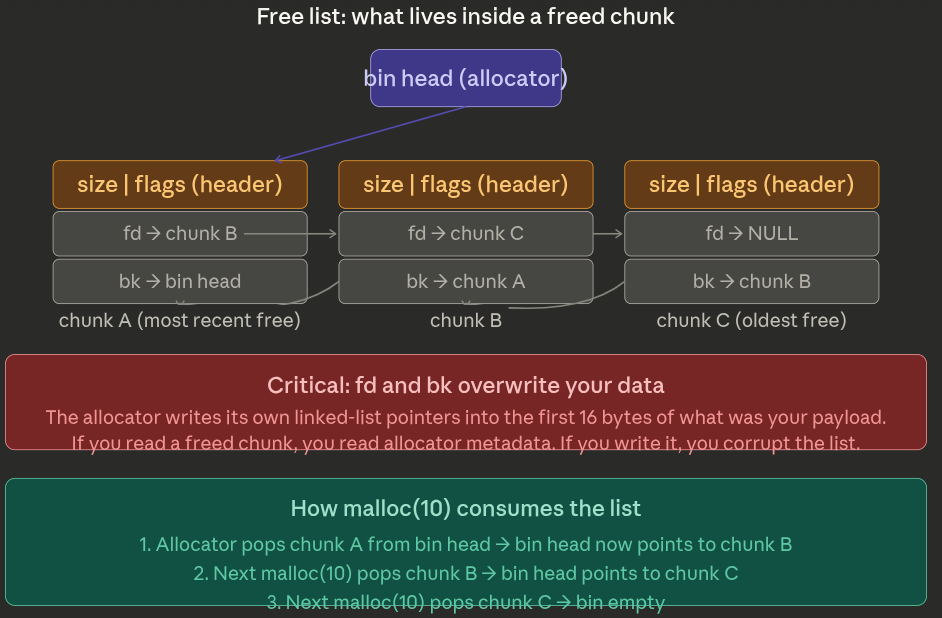 Free list: what lives inside a freed chunk
bin head (allocator)
size | flags (header)
size | flags (header)
size | flags (header)
fd → chunk B
fd → chunk C
fd → NULL
bk → bin head
bk → chunk A
bk → chunk B
chunk A (most recent free)
chunk B
chunk C (oldest free)
Critical: fd and bk overwrite your data
The allocator writes its own linked-list pointers into the first 16 bytes of what was your payload.
If you read a freed chunk, you read allocator metadata. If you write it, you corrupt the list.
How malloc(10) consumes the list
1. Allocator pops chunk A from bin head → bin head now points to chunk B
2. Next malloc(10) pops chunk B → bin head points to chunk C
3. Next malloc(10) pops chunk C → bin empty